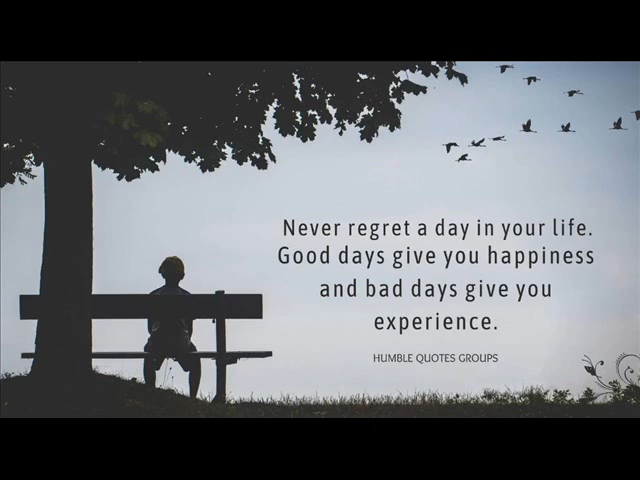 Never regret a day in your life.
Good days give you happiness
and bad days give you
experience.
HUMBLE QUOTES GROUPS